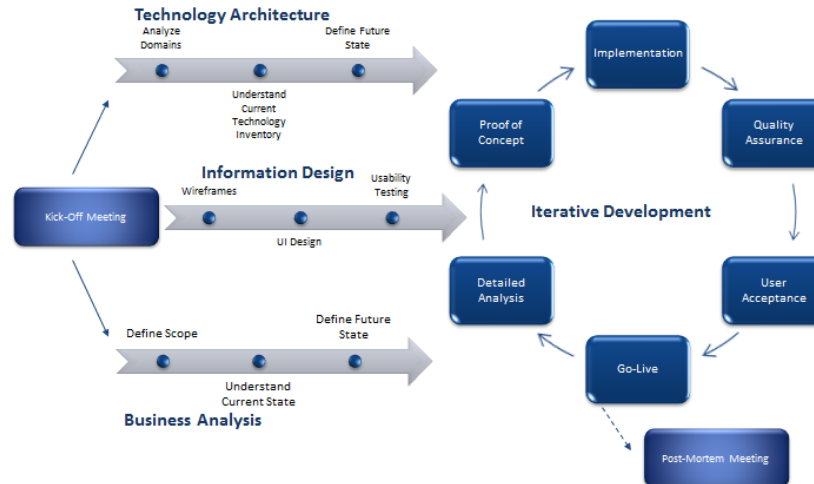 Technology Architecture
Analyze
Domains
Define Future
State
Understand
Current
Technology
Inventory
Information Design
Wireframes
Usability
Testing
UI Design
Kick-Off Meeting
Define Scope
Define Future
State
Understand
Current State
Business Analysis
Implementation
Proof of
Concept
Quality
Assurance
Iterative Development
Detailed
Analysis
User
Acceptance
Go-Live
Post-Mortem Meeting